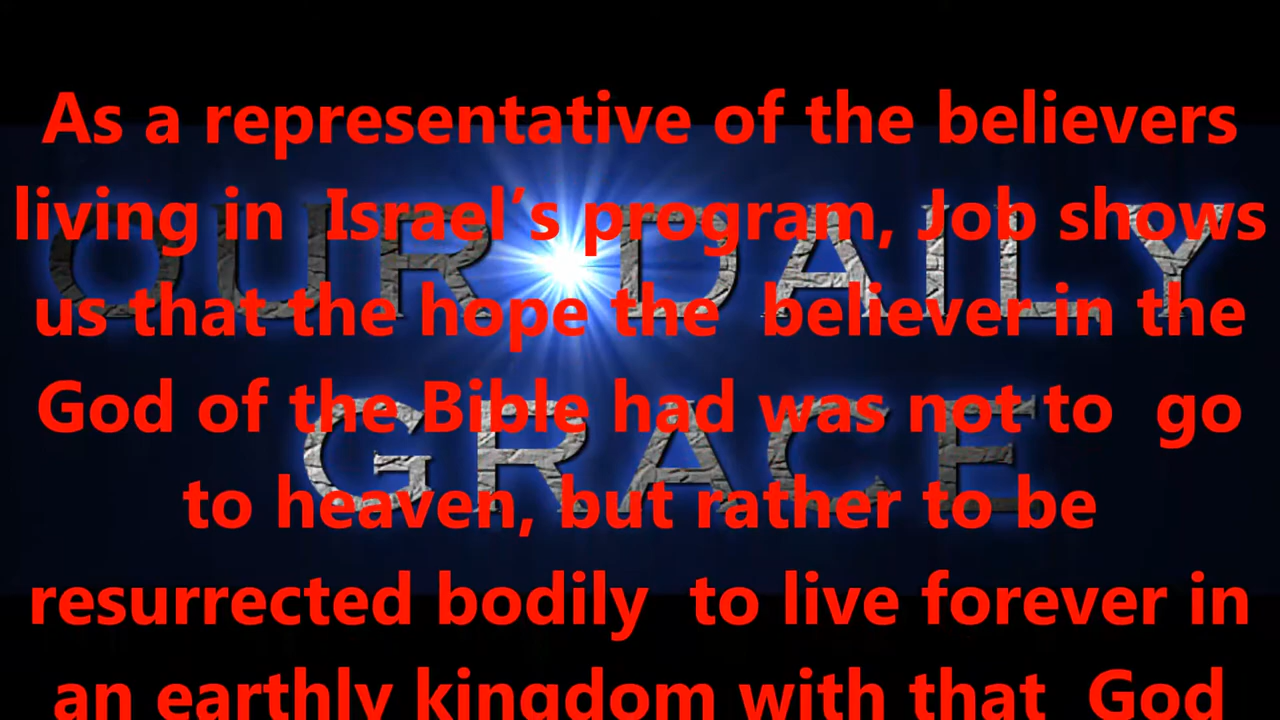 As a representative of the believers
living in Israel’s program, Job shows
us that the hope the believer in the
God of the Bible had was not to go
to heaven, but rather to be
resurrected bodily to live forever in
an earthly kingdom with that God
OUR DAILY
GRACE